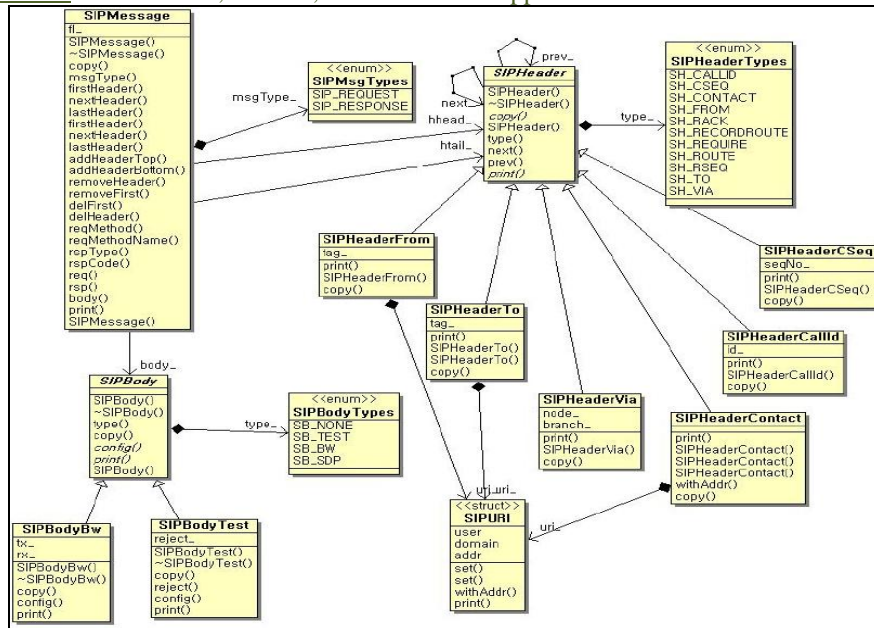 SIPMessage
fl_
SIPMessage()
~SIPMessage()
copy()
msgType()
firstHeader()
nextHeader()
lastHeader()
firstHeader()
nextHeader()
lastHeader()
addHeaderTop()
addHeaderBottom()
removeHeader()
removeFirst()
delFirst()
delHeader()
reqMethod()
reqMethodName()
rspType()
rspCode()
req()
rsp()
body()
print()
SIPMessage()
msgType_
<<enum>>
SIPMsgTypes
SIP_REQUEST
SIP_RESPONSE
hhead_
htail_
next_
prev_
SIPHeader
SIPHeader()
~SIPHeader()
copy()
SIPHeader()
type()
next()
prev()
print()
type_
<<enum>>
SIPHeaderTypes
SH_CALLID
SH_CSEQ
SH_CONTACT
SH_FROM
SH_RACK
SH_RECORDROUTE
SH_REQUIRE
SH_ROUTE
SH_RSEQ
SH_TO
SH_VIA
SIPHeaderFrom
tag_
print()
SIPHeaderFrom()
copy()
SIPHeaderTo
tag_
print()
SIPHeaderTo()
SIPHeaderTo()
copy()
SIPHeaderCSeq
seqNo_
print()
SIPHeaderCSeq()
copy()
SIPHeaderCallId
id_
print()
SIPHeaderCallId()
copy()
SIPHeaderVia
node_
branch_
print()
SIPHeaderVia()
copy()
SIPHeaderContact
print()
SIPHeaderContact()
SIPHeaderContact()
SIPHeaderContact()
withAddr()
copy()
body_
SIPBody
SIPBody()
~SIPBody()
type()
copy()
config()
print()
SIPBody()
type_
<<enum>>
SIPBodyTypes
SB_NONE
SB_TEST
SB_BW
SB_SDP
SIPBodyBw
tx_
rx_
SIPBodyBw()
~SIPBodyBw()
copy()
config()
print()
SIPBodyTest
reject_
SIPBodyTest()
~SIPBodyTest()
copy()
reject()
config()
print()
uri_
uri_
uri_
<<struct>>
SIPURI
user
domain
addr
set()
set()
withAddr()
print()